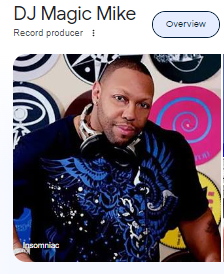 DJ Magic Mike
Overview
Record producer
Insomniac